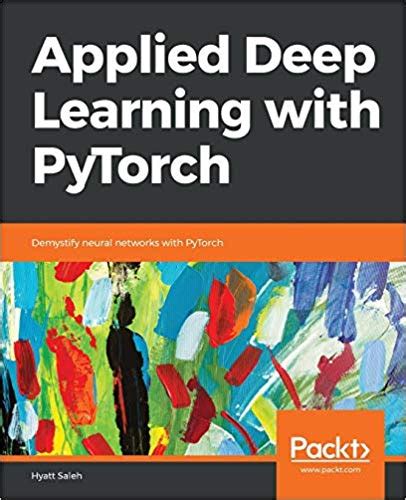 Applied Deep
Learning with
PyTorch
Demystify neural networks with PyTorch
Packt>
www.packt.com
Hyatt Saleh